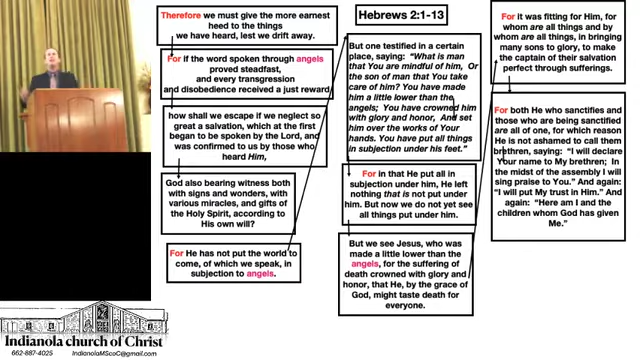 Hebrews 2:1-13
Therefore we must give the more earnest
heed to the things
we have heard, lest we drift away.
For if the word spoken through angels
proved steadfast,
and every transgression
and disobedience received a just reward,
how shall we escape if we neglect so
great a salvation, which at the first
began to be spoken by the Lord, and
was confirmed to us by those who
heard Him,
God also bearing witness both
with signs and wonders, with
various miracles, and gifts of
the Holy Spirit, according to
His own will?
For He has not put the world to
come, of which we speak, in
subjection to angels.
But one testified in a certain
place, saying: “What is man
that You are mindful of him, Or
the son of man that You take
care of him? You have made
him a little lower than the
angels; You have crowned him
with glory and honor, And set
him over the works of Your
hands. You have put all things
in subjection under his feet.”
For in that He put all in
subjection under him, He left
nothing that is not put under
him. But now we do not yet see
all things put under him.
But we see Jesus, who was
made a little lower than the
angels, for the suffering of
death crowned with glory and
honor, that He, by the grace of
God, might taste death for
everyone.
For it was fitting for Him, for
whom are all things and by
whom are all things, in bringing
many sons to glory, to make
the captain of their salvation
perfect through sufferings.
For both He who sanctifies and
those who are being sanctified
are all of one, for which reason
He is not ashamed to call them
brethren, saying: “I will declare
Your name to My brethren; In
the midst of the assembly I will
sing praise to You.” And again:
“I will put My trust in Him.” And
again: “Here am I and the
children whom God has given
Me.”
Indianola church of Christ
662-887-4025 IndianolaMScoC@gmail.com